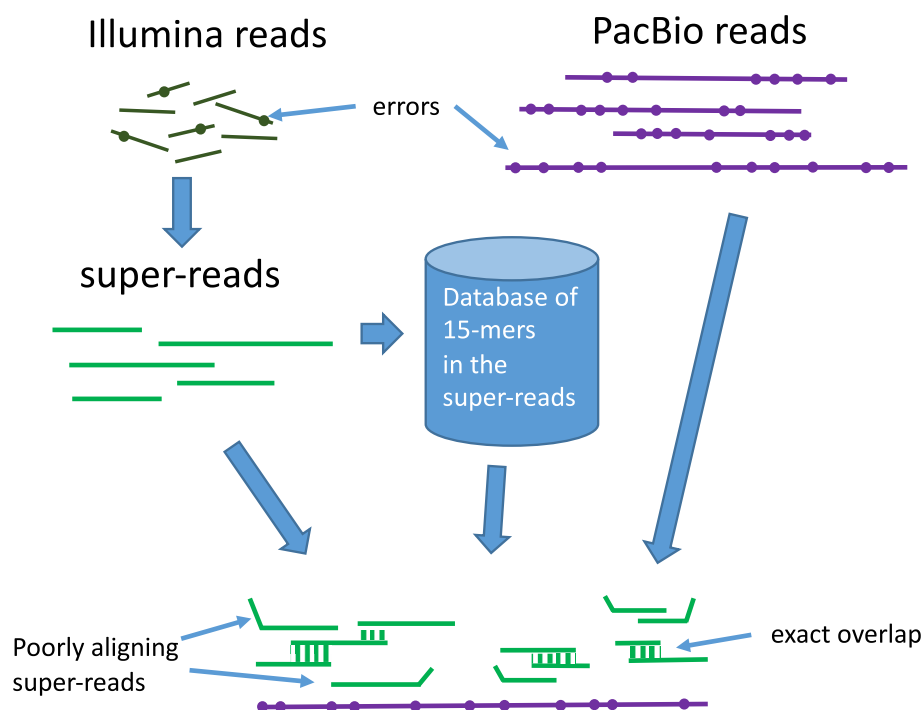 Illumina reads
PacBio reads
errors
super-reads
Database of
15-mers
in the
super-reads
Poorly aligning
super-reads
exact overlap